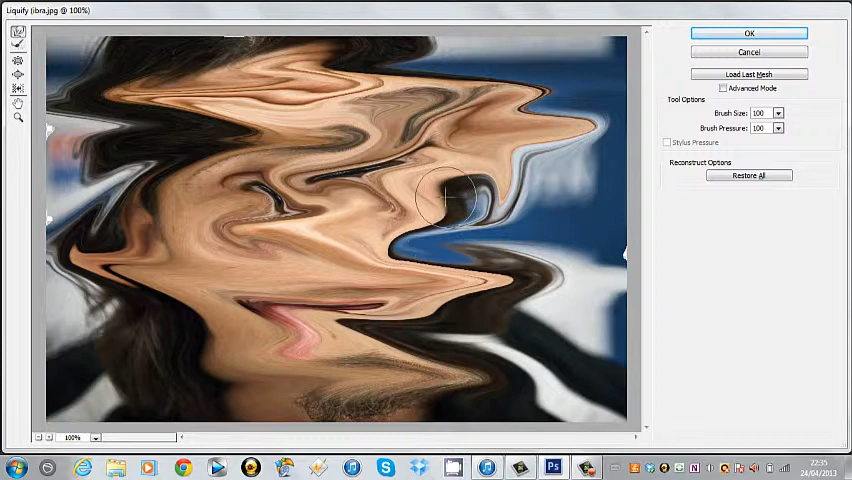 Liquify (ibra.jpg @ 100%)
OK
Cancel
Load Last Mesh
Advanced Mode
Tool Options
Brush Size: 100
Brush Pressure: 100
Stylus Pressure
Reconstruct Options
Restore All
100%
Ps
N
22:35
24/04/2013